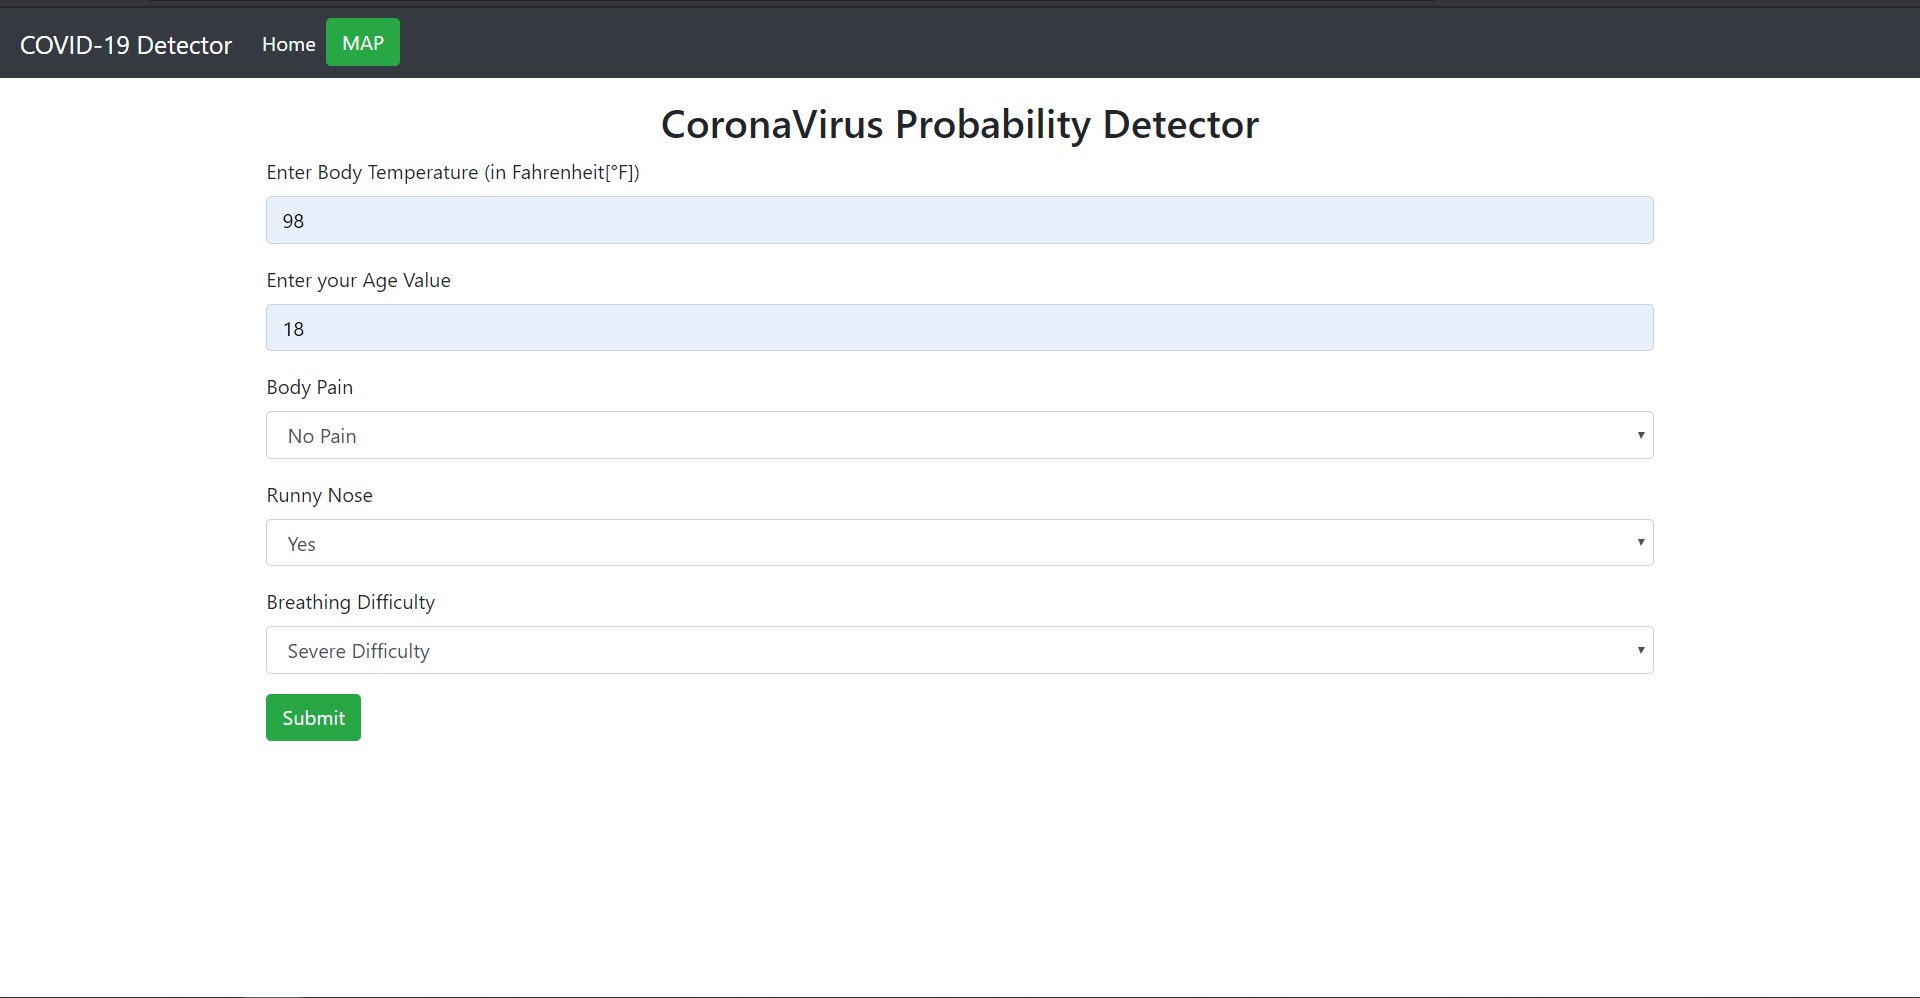 COVID-19 Detector Home MAP
CoronaVirus Probability Detector
Enter Body Temperature (in Fahrenheit[°F])
98
Enter your Age Value
18
Body Pain
No Pain
Runny Nose
Yes
Breathing Difficulty
Severe Difficulty
Submit